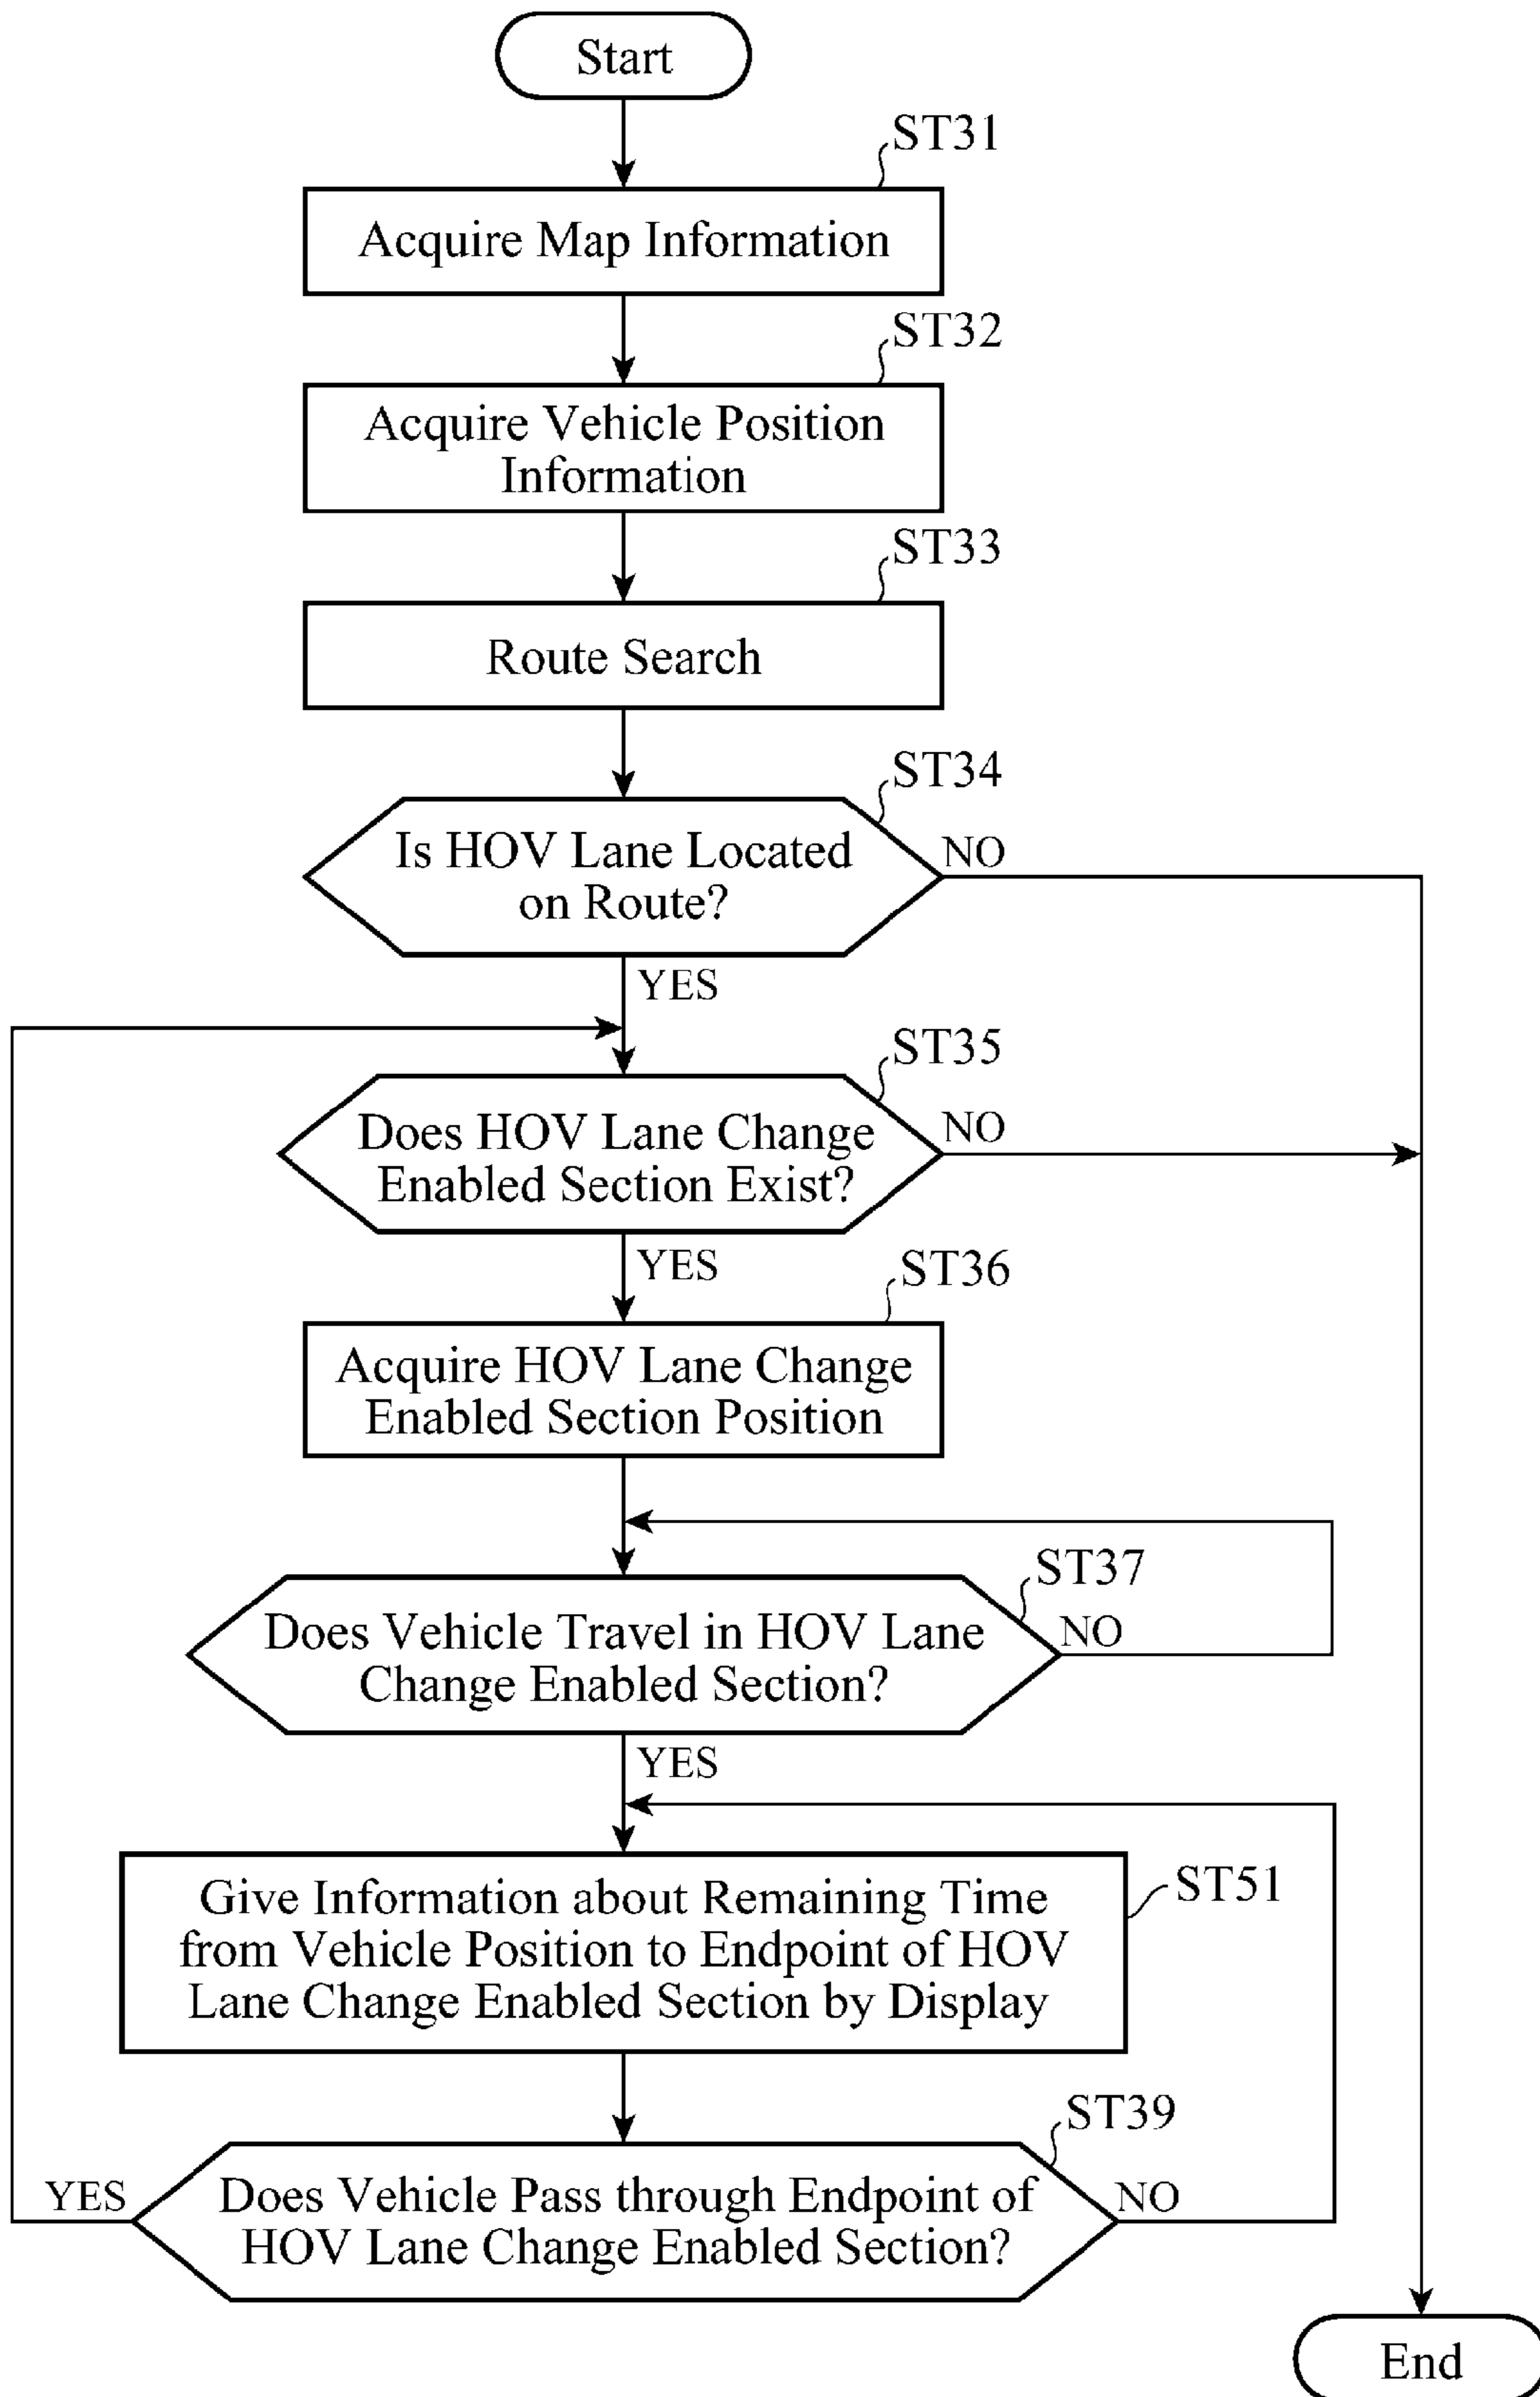 Start
ST31
Acquire Map Information
ST32
Acquire Vehicle Position
Information
ST33
Route Search
ST34
Is HOV Lane Located
on Route?
NO
YES
ST35
Does HOV Lane Change
Enabled Section Exist?
NO
YES
ST36
Acquire HOV Lane Change
Enabled Section Position
ST37
Does Vehicle Travel in HOV Lane
Change Enabled Section?
NO
YES
ST51
Give Information about Remaining Time
from Vehicle Position to Endpoint of HOV
Lane Change Enabled Section by Display
ST39
Does Vehicle Pass through Endpoint of
HOV Lane Change Enabled Section?
YES
NO
End